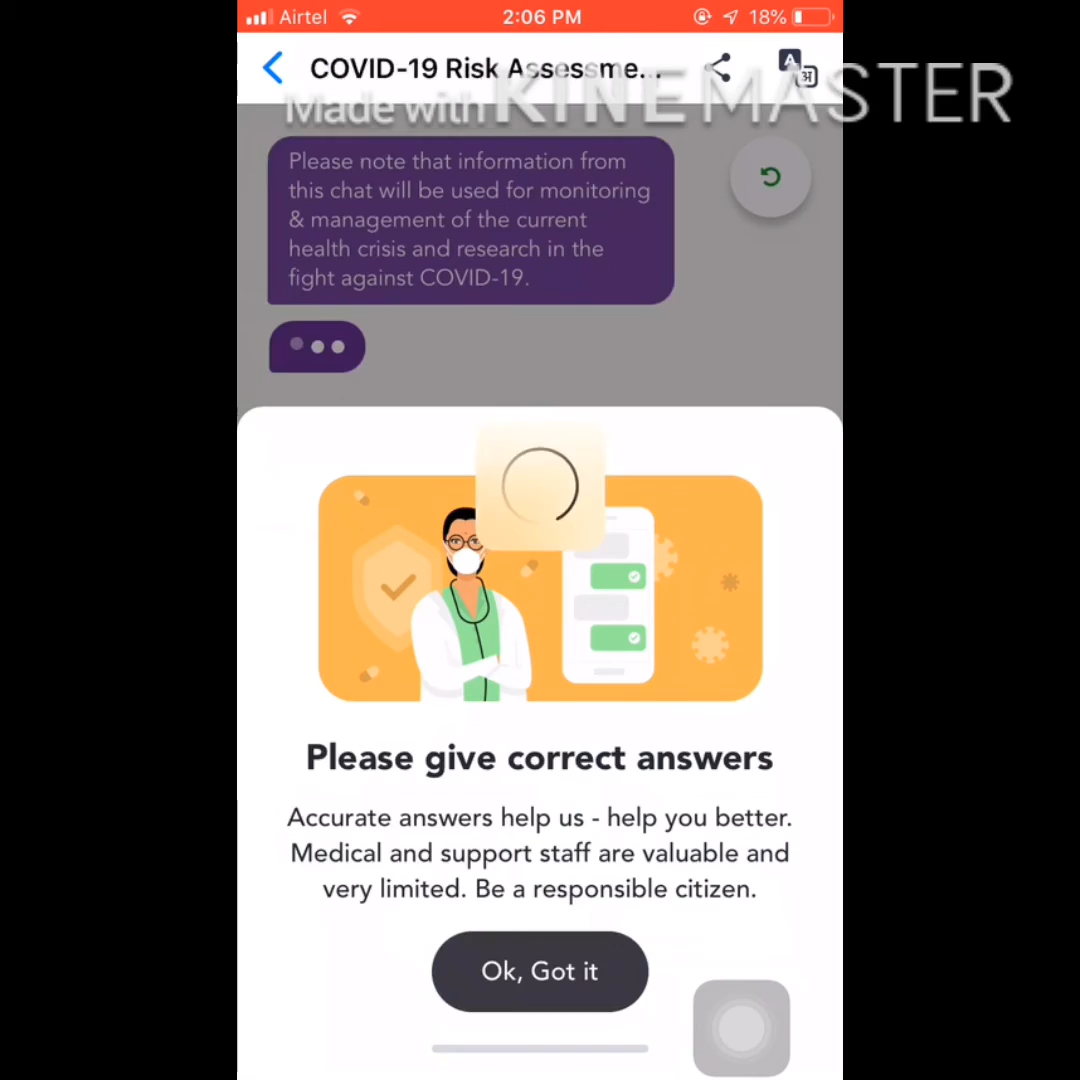 Airtel 2:06 PM 18%
COVID-19 Risk Assessme...
A अ
Made with KINEMASTER
Please note that information from
this chat will be used for monitoring
& management of the current
health crisis and research in the
fight against COVID-19.
Please give correct answers
Accurate answers help us - help you better.
Medical and support staff are valuable and
very limited. Be a responsible citizen.
Ok, Got it